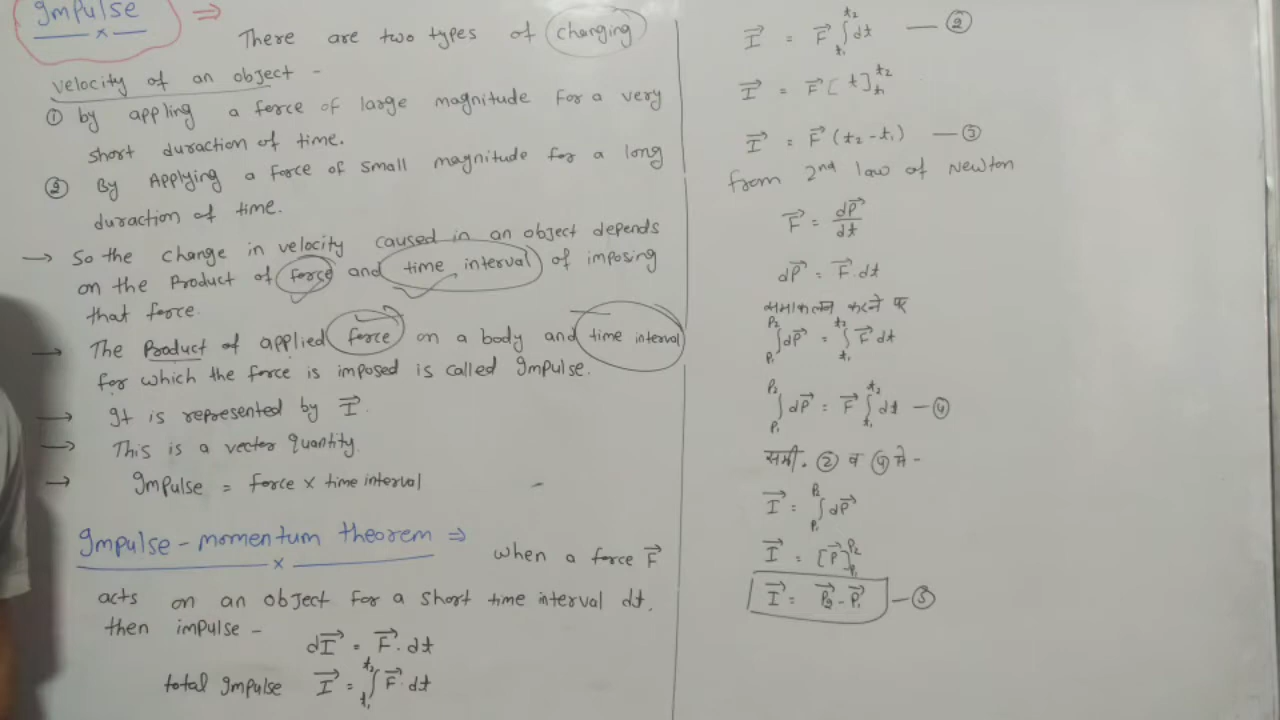 Impulse ⇒
There are two types of changing
velocity of an object -
① by appling a force of large magnitude for a very
short duraction of time.
② By Applying a force of small magnitude for a long
duraction of time.
→ So the change in velocity caused in an object depends
on the Product of force and time interval of imposing
that force.
→ The Product of applied force on a body and time interval
for which the force is imposed is called Impulse.
→ It is represented by I⃗.
→ This is a vector quantity.
→ Impulse = force × time interval
Impulse - momentum theorem ⇒ when a force F⃗
acts on an object for a short time interval dt.
then impulse -
dI⃗ = F⃗. dt
total Impulse I⃗ = ∫t₁^t₂ F⃗. dt
I⃗ = F⃗ ∫t₁^t₂ dt — ②
I⃗ = F⃗ [t]t₁^t₂
I⃗ = F⃗ (t₂-t₁) — ③
from 2nd law of Newton
F⃗ = dP⃗/dt
dP⃗ = F⃗. dt
समाकलन करने पर
∫P₁^P₂ dP⃗ = ∫t₁^t₂ F⃗ dt
∫P₁^P₂ dP⃗ = F⃗ ∫t₁^t₂ dt — ④
समी. ② व ④ से -
I⃗ = ∫P₁^P₂ dP⃗
I⃗ = [P⃗]P₁^P₂
I⃗ = P⃗₂ - P⃗₁ — ⑤